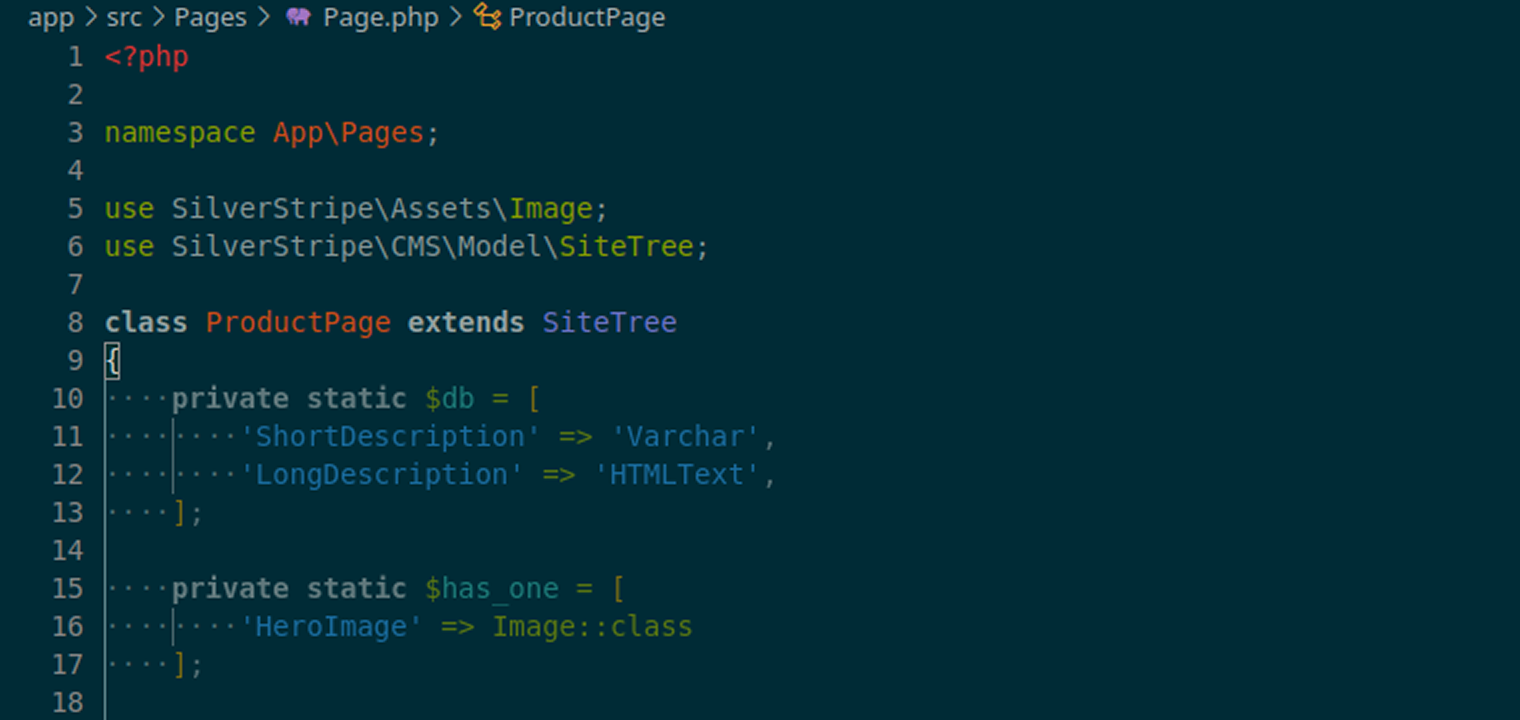 app > src > Pages > Page.php > ProductPage
1 <?php
2
3 namespace App\Pages;
4
5 use SilverStripe\Assets\Image;
6 use SilverStripe\CMS\Model\SiteTree;
7
8 class ProductPage extends SiteTree
9 {
10 ····private static $db = [
11 ········'ShortDescription' => 'Varchar',
12 ········'LongDescription' => 'HTMLText',
13 ····];
14
15 ····private static $has_one = [
16 ········'HeroImage' => Image::class
17 ····];
18